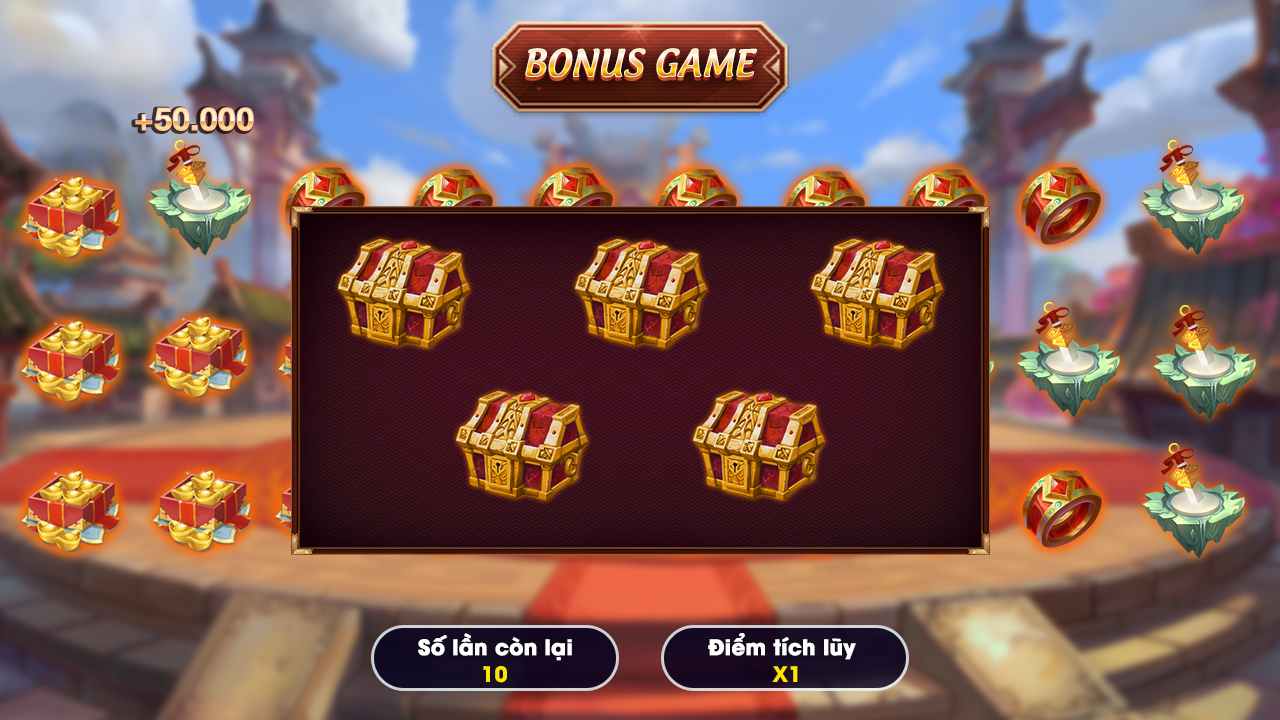 BONUS GAME
+50.000
Số lần còn lại
10
Điểm tích lũy
X1